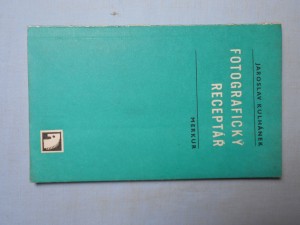 JAROSLAV KULHÁNEK
FOTOGRAFICKÝ
RECEPTÁŘ
MERKUR